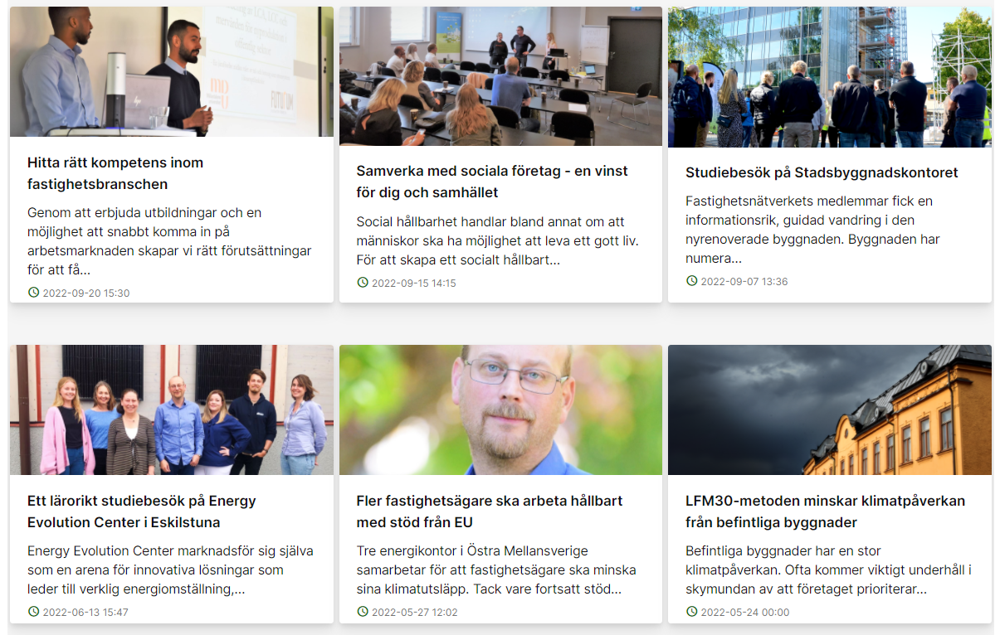 Hitta rätt kompetens inom
fastighetsbranschen
Genom att erbjuda utbildningar och en
möjlighet att snabbt komma in på
arbetsmarknaden skapar vi rätt förutsättningar
för att få...
2022-09-20 15:30
Samverka med sociala företag - en vinst
för dig och samhället
Social hållbarhet handlar bland annat om att
människor ska ha möjlighet att leva ett gott liv.
För att skapa ett socialt hållbart...
2022-09-15 14:15
Studiebesök på Stadsbyggnadskontoret
Fastighetsnätverkets medlemmar fick en
informationsrik, guidad vandring i den
nyrenoverade byggnaden. Byggnaden har
numera...
2022-09-07 13:36
Ett lärorikt studiebesök på Energy
Evolution Center i Eskilstuna
Energy Evolution Center marknadsför sig själva
som en arena för innovativa lösningar som
leder till verklig energiomställning,...
2022-06-13 15:47
Fler fastighetsägare ska arbeta hållbart
med stöd från EU
Tre energikontor i Östra Mellansverige
samarbetar för att fastighetsägare ska minska
sina klimatutsläpp. Tack vare fortsatt stöd...
2022-05-27 12:02
LFM30-metoden minskar klimatpåverkan
från befintliga byggnader
Befintliga byggnader har en stor
klimatpåverkan. Ofta kommer viktigt underhåll i
skymundan av att företaget prioriterar...
2022-05-24 00:00